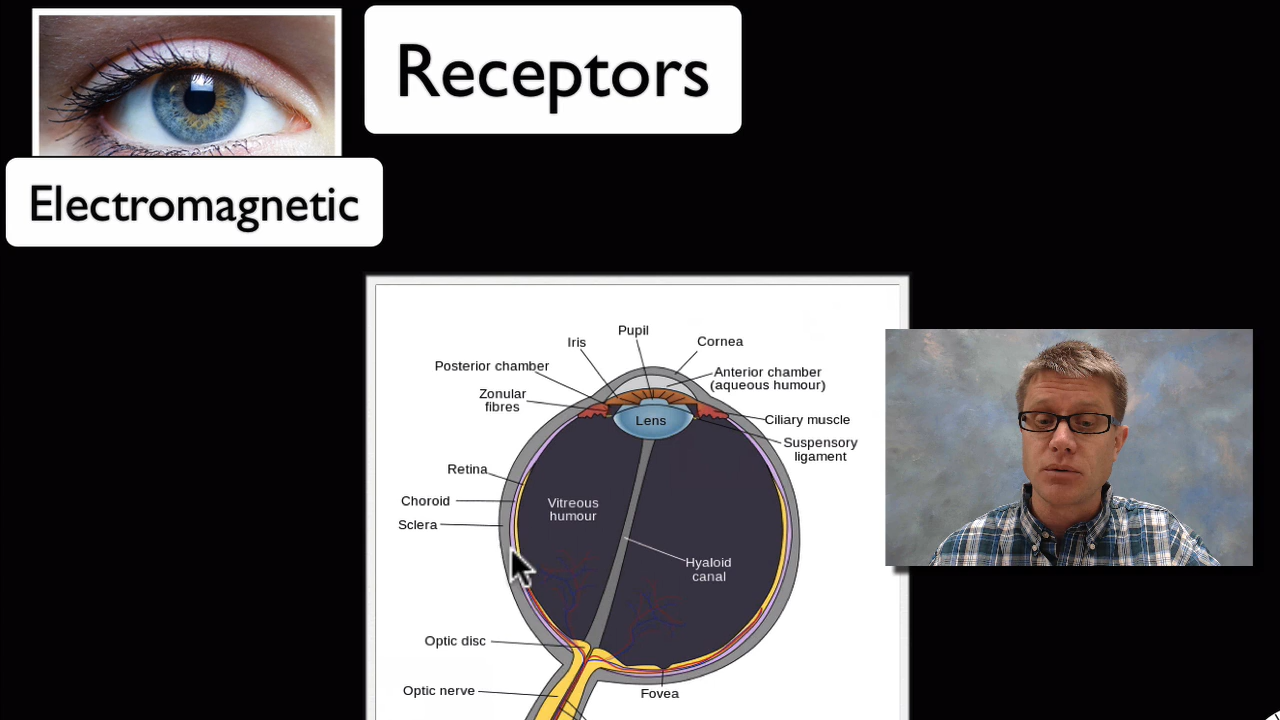 Receptors
Electromagnetic
Pupil
Iris
Cornea
Posterior chamber
Anterior chamber
(aqueous humour)
Zonular
fibres
Ciliary muscle
Lens
Suspensory
ligament
Retina
Choroid
Vitreous
humour
Sclera
Hyaloid
canal
Optic disc
Optic nerve
Fovea